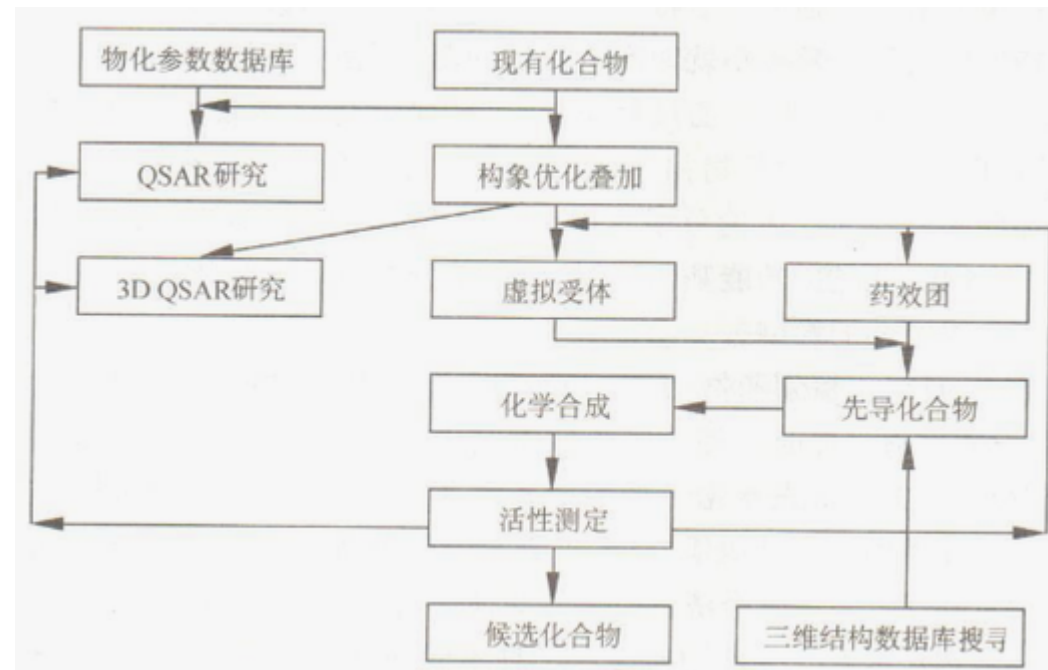 物化参数数据库
现有化合物
QSAR研究
构象优化叠加
3D QSAR研究
虚拟受体
药效团
化学合成
先导化合物
活性测定
候选化合物
三维结构数据库搜寻